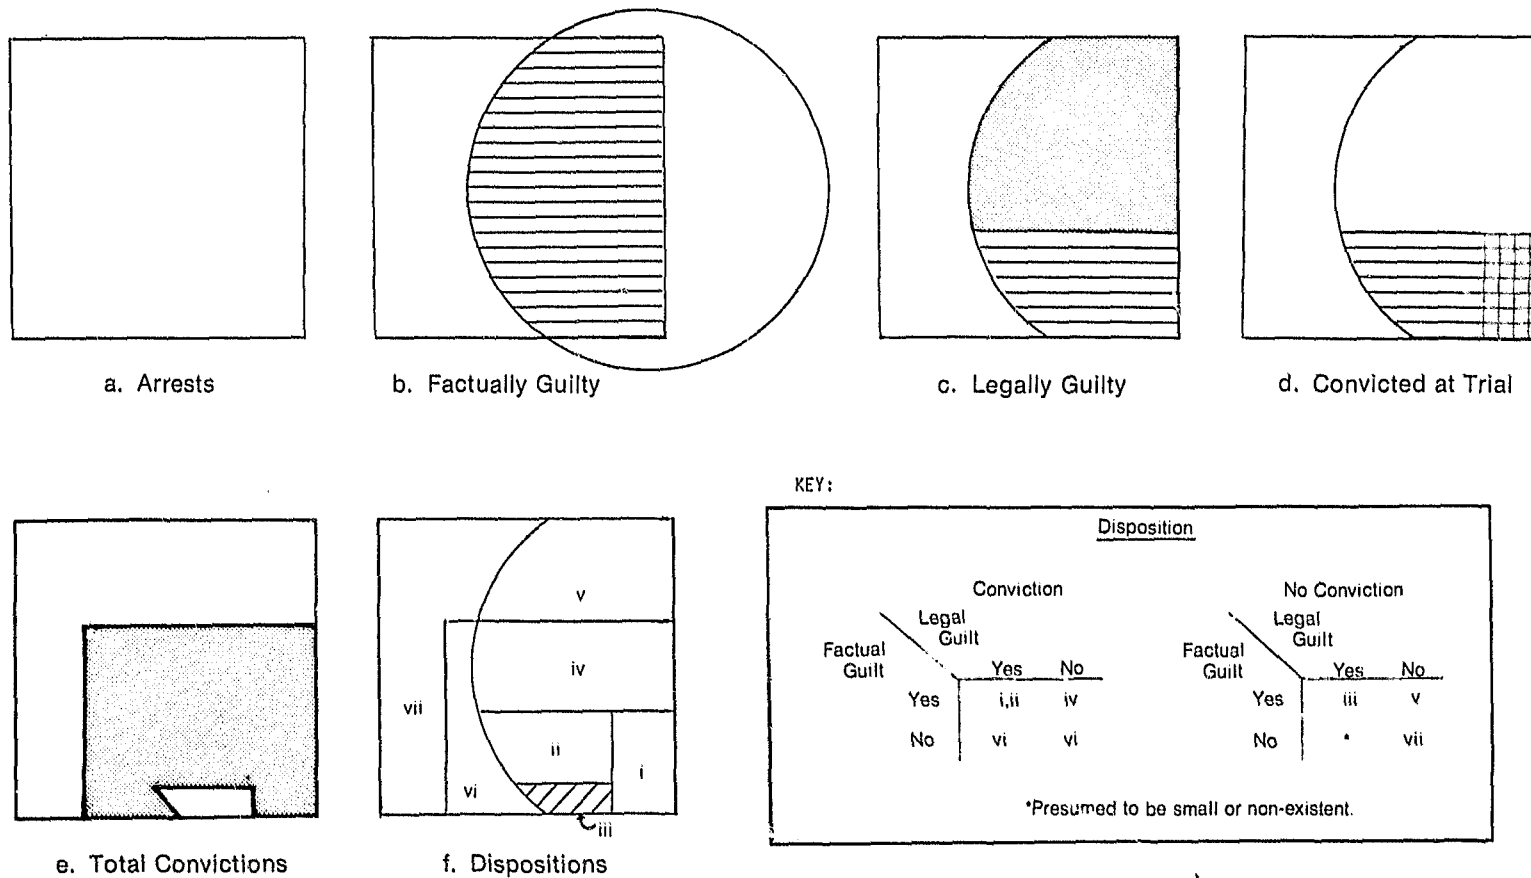 a. Arrests
b. Factually Guilty
c. Legally Guilty
d. Convicted at Trial
v
iv
vii
ii
i
vi
iii
e. Total Convictions
f. Dispositions
KEY:
Disposition
Conviction
Legal
Guilt
Factual
Guilt
Yes No
Yes i,ii iv
No vi vi
No Conviction
Legal
Guilt
Factual
Guilt
Yes No
Yes iii v
No * vii
*Presumed to be small or non-existent.